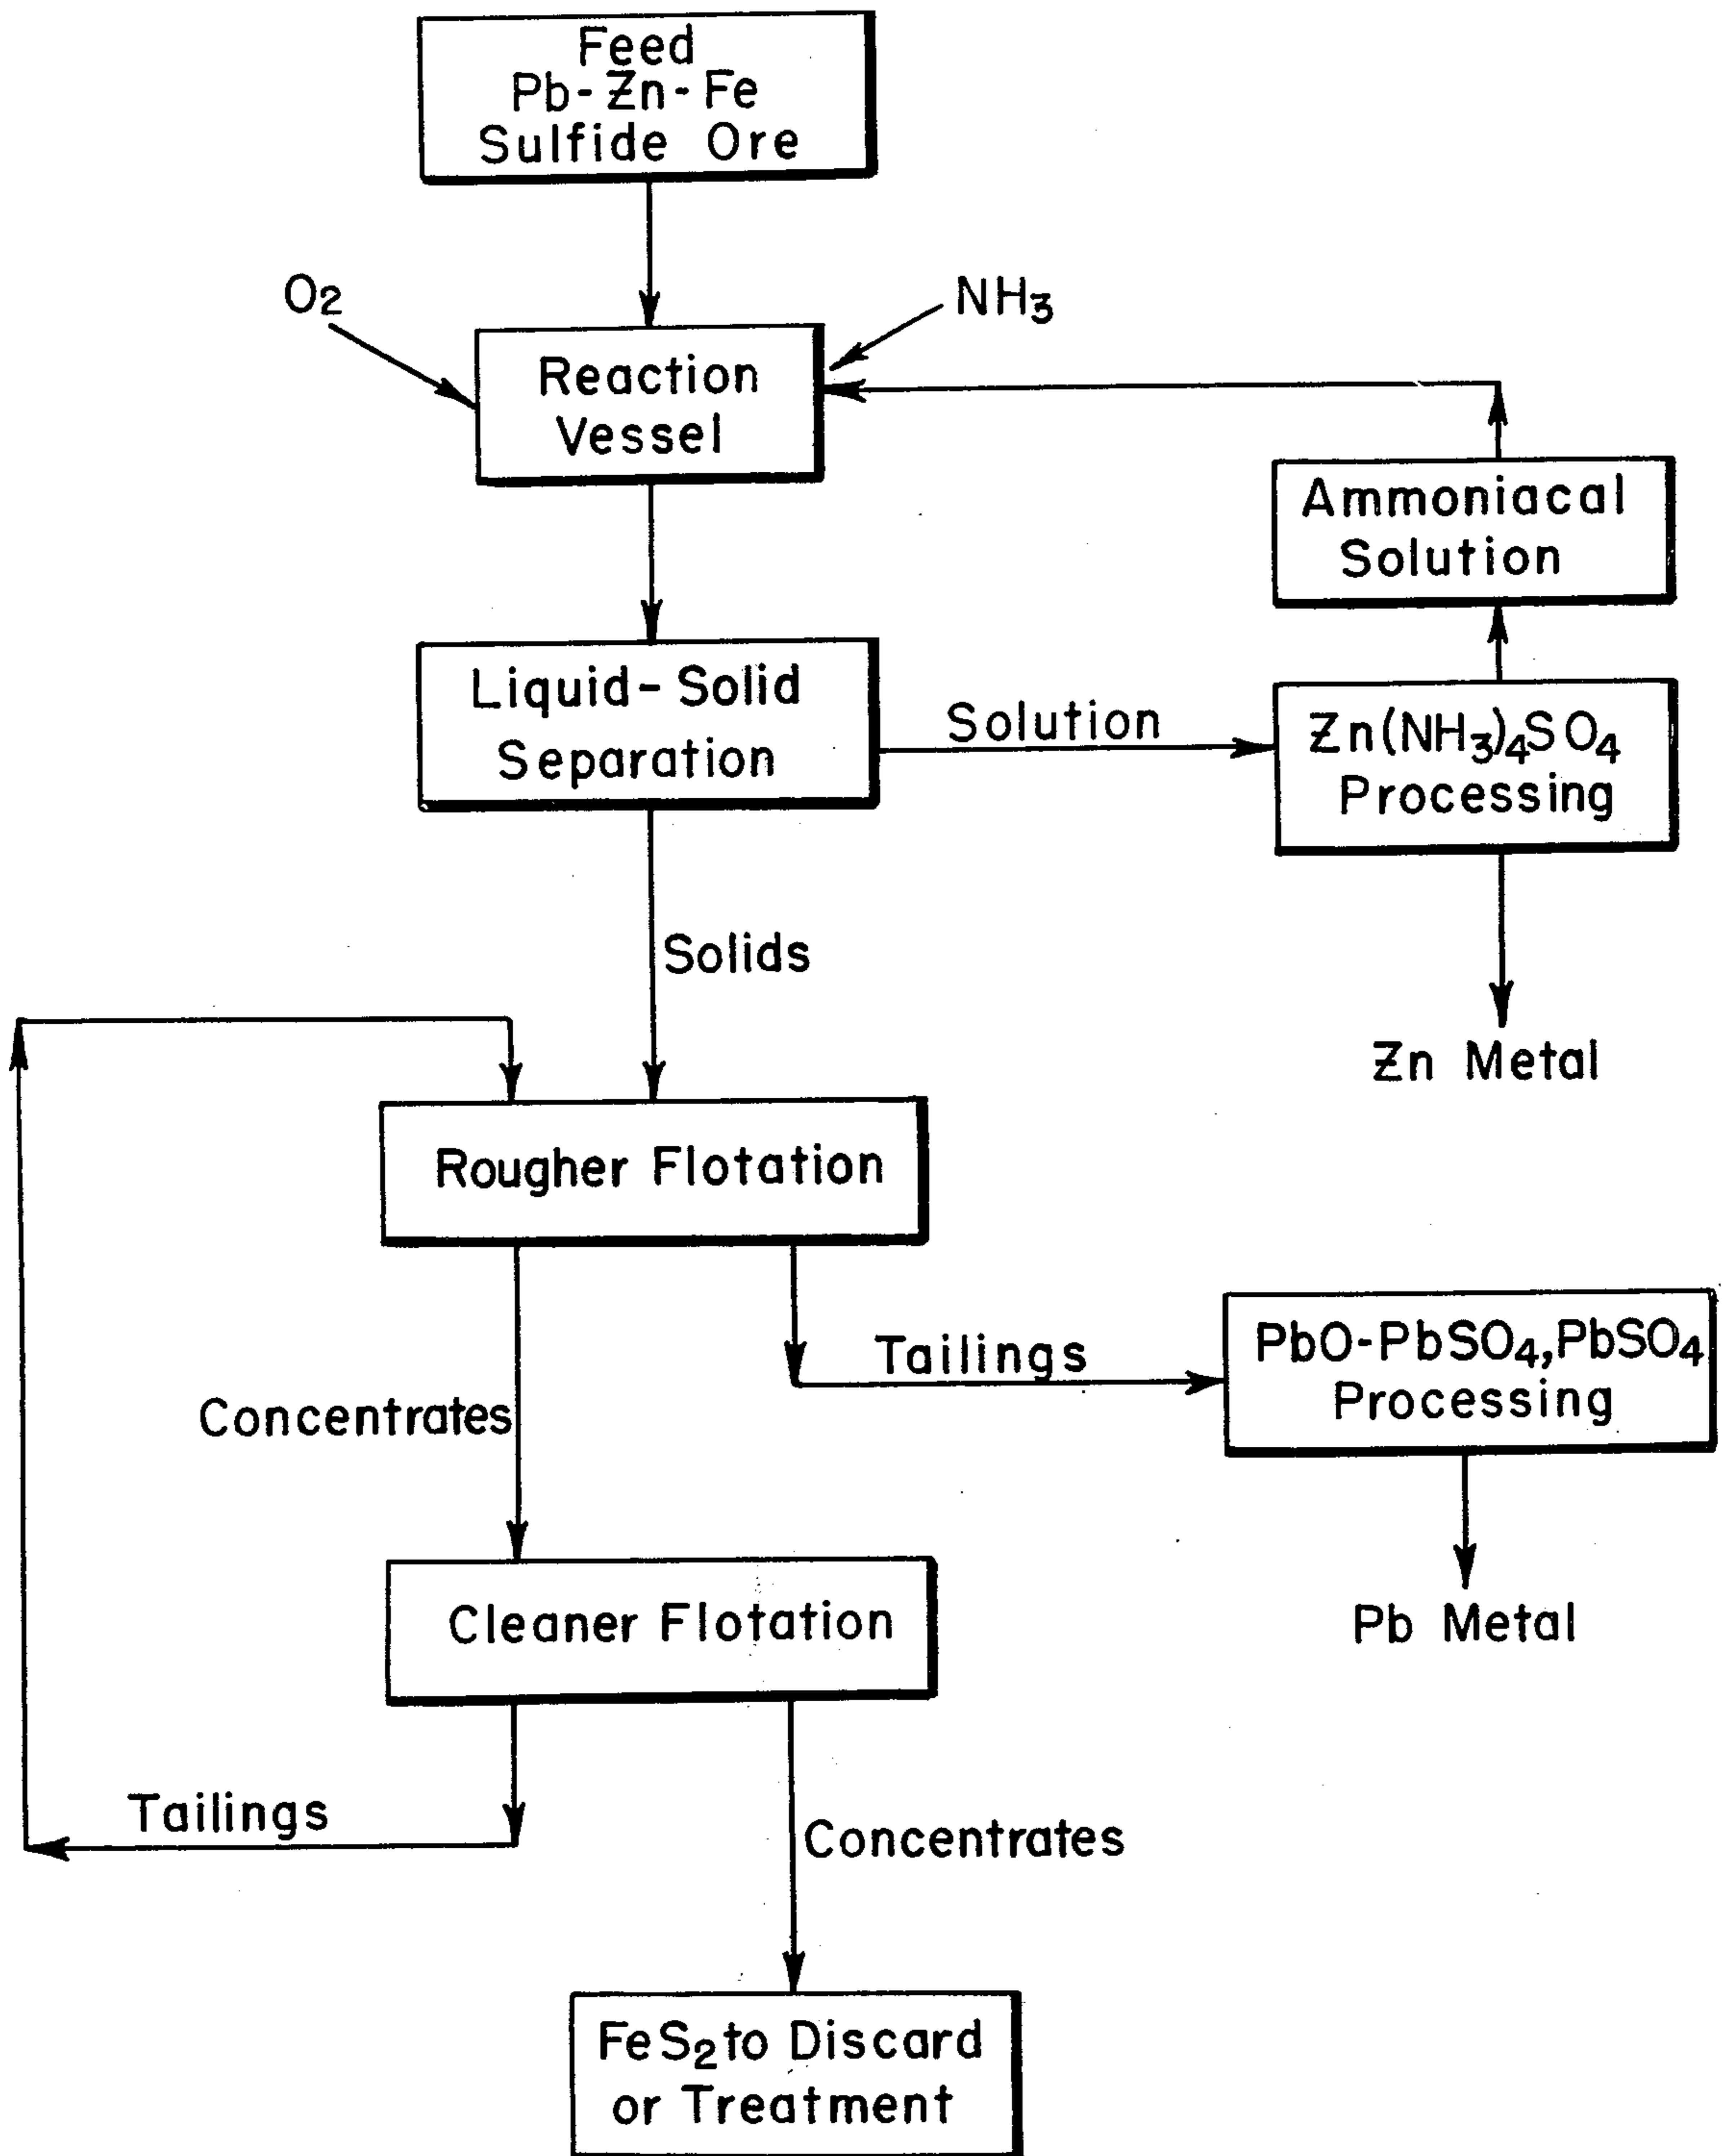 Feed
Pb-Zn-Fe
Sulfide Ore
O2
NH3
Reaction
Vessel
Ammoniacal
Solution
Liquid-Solid
Separation
Solution
Zn(NH3)4SO4
Processing
Solids
Zn Metal
Rougher Flotation
Tailings
PbO-PbSO4,PbSO4
Processing
Concentrates
Pb Metal
Cleaner Flotation
Tailings
Concentrates
FeS2 to Discard
or Treatment